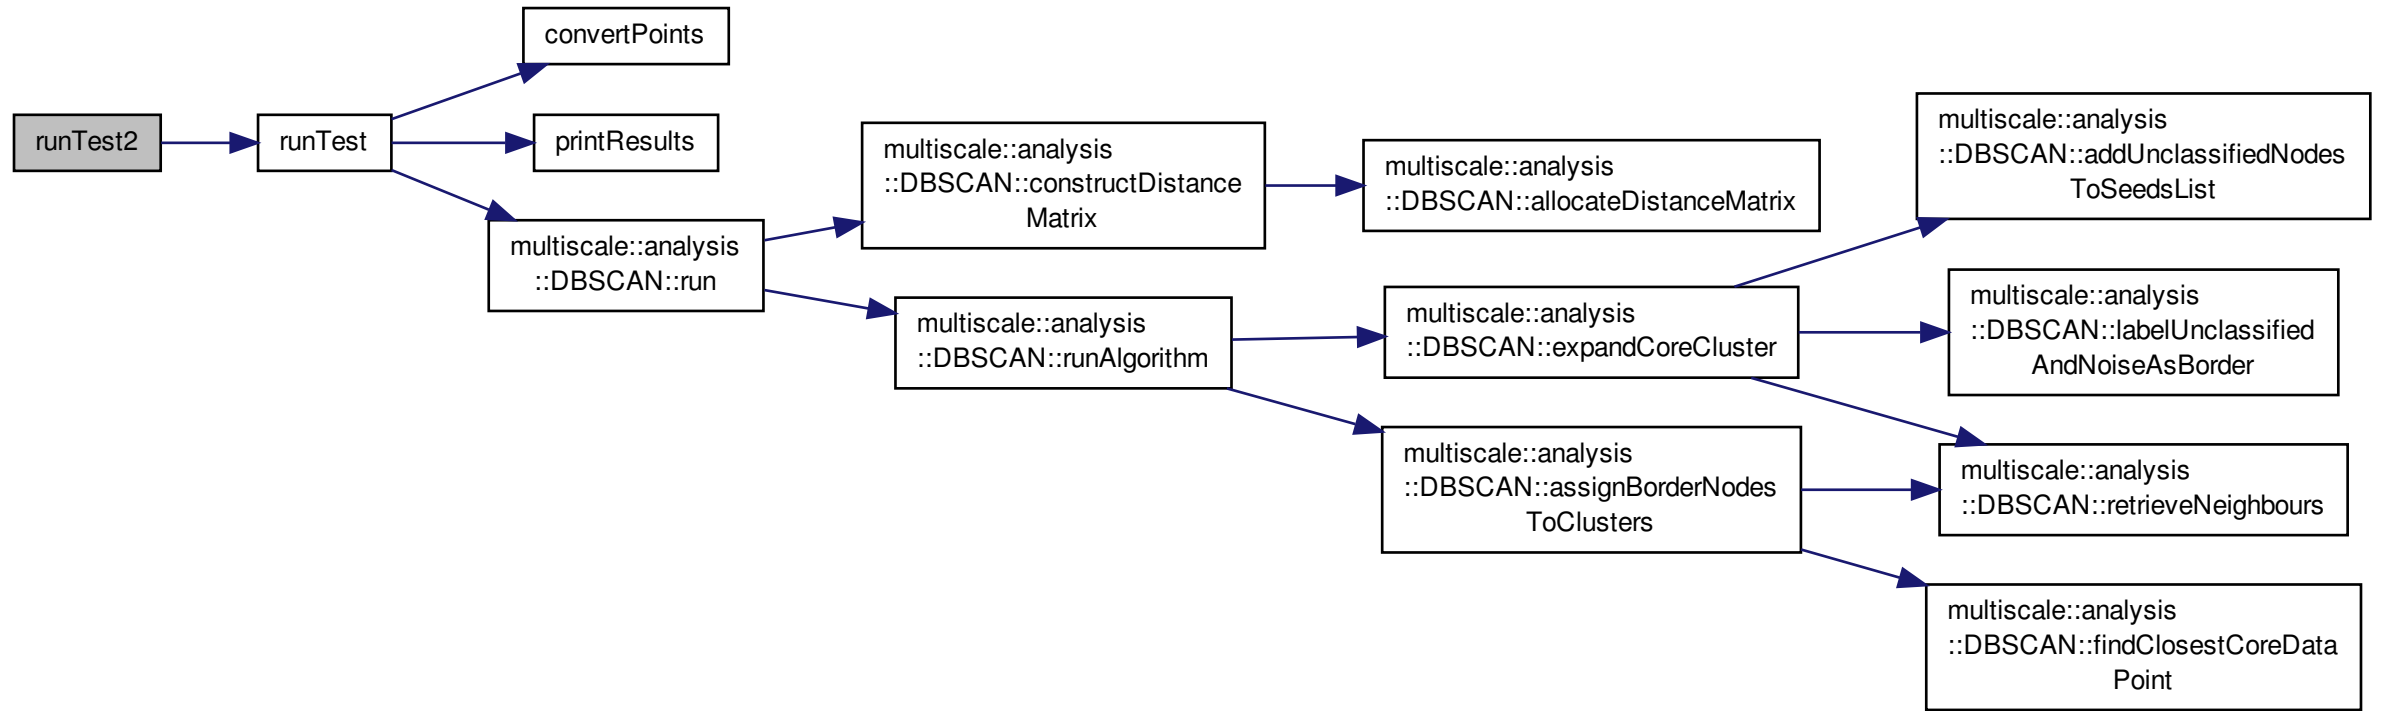 convertPoints
runTest2
runTest
printResults
multiscale::analysis
::DBSCAN::run
multiscale::analysis
::DBSCAN::constructDistance
Matrix
multiscale::analysis
::DBSCAN::runAlgorithm
multiscale::analysis
::DBSCAN::allocateDistanceMatrix
multiscale::analysis
::DBSCAN::expandCoreCluster
multiscale::analysis
::DBSCAN::assignBorderNodes
ToClusters
multiscale::analysis
::DBSCAN::addUnclassifiedNodes
ToSeedsList
multiscale::analysis
::DBSCAN::labelUnclassified
AndNoiseAsBorder
multiscale::analysis
::DBSCAN::retrieveNeighbours
multiscale::analysis
::DBSCAN::findClosestCoreData
Point